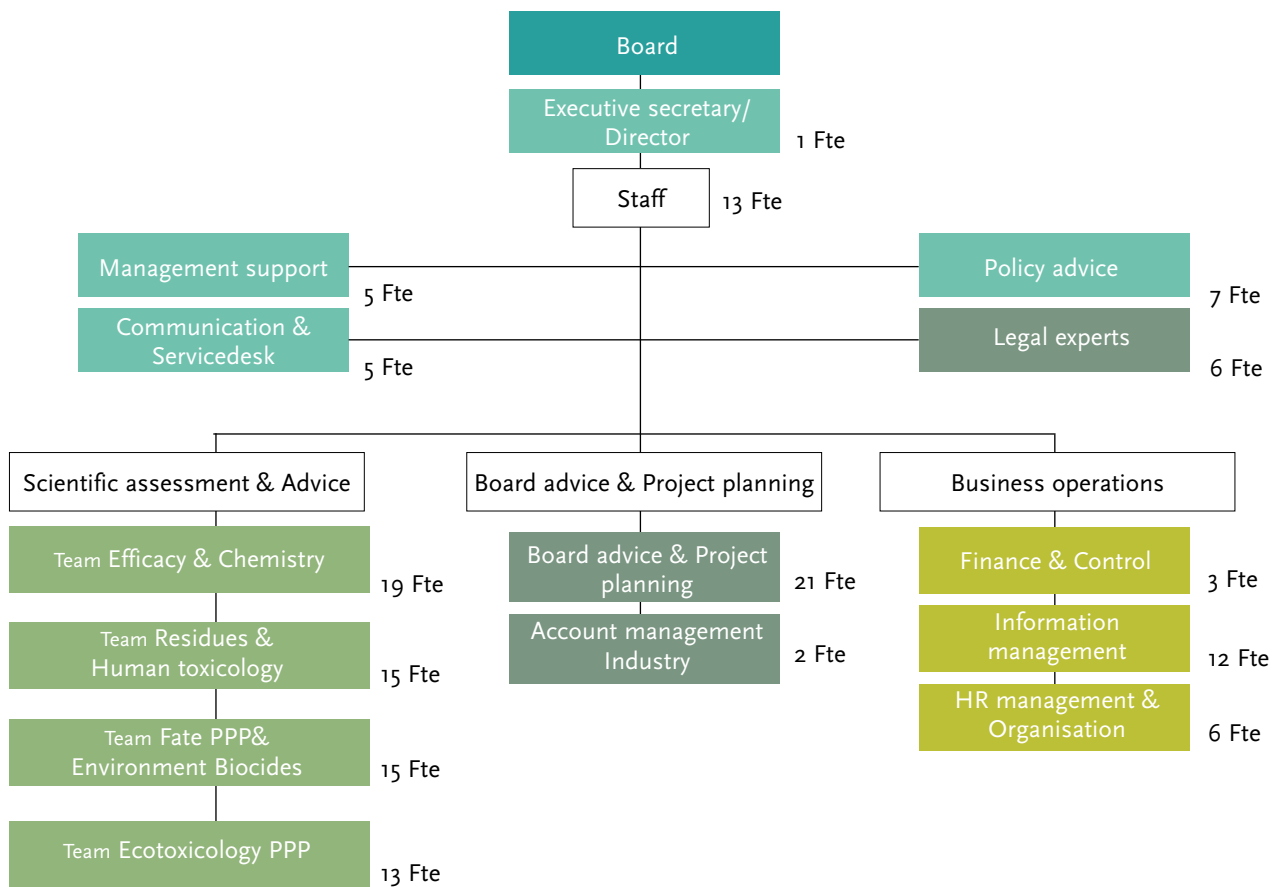 Board
Executive secretary/
Director
1 Fte
Staff
13 Fte
Management support
5 Fte
Policy advice
7 Fte
Communication &
Servicedesk
5 Fte
Legal experts
6 Fte
Scientific assessment & Advice
Board advice & Project planning
Business operations
Team Efficacy & Chemistry
19 Fte
Team Residues &
Human toxicology
15 Fte
Team Fate PPP&
Environment Biocides
15 Fte
Team Ecotoxicology PPP
13 Fte
Board advice & Project
planning
21 Fte
Account management
Industry
2 Fte
Finance & Control
3 Fte
Information
management
12 Fte
HR management &
Organisation
6 Fte